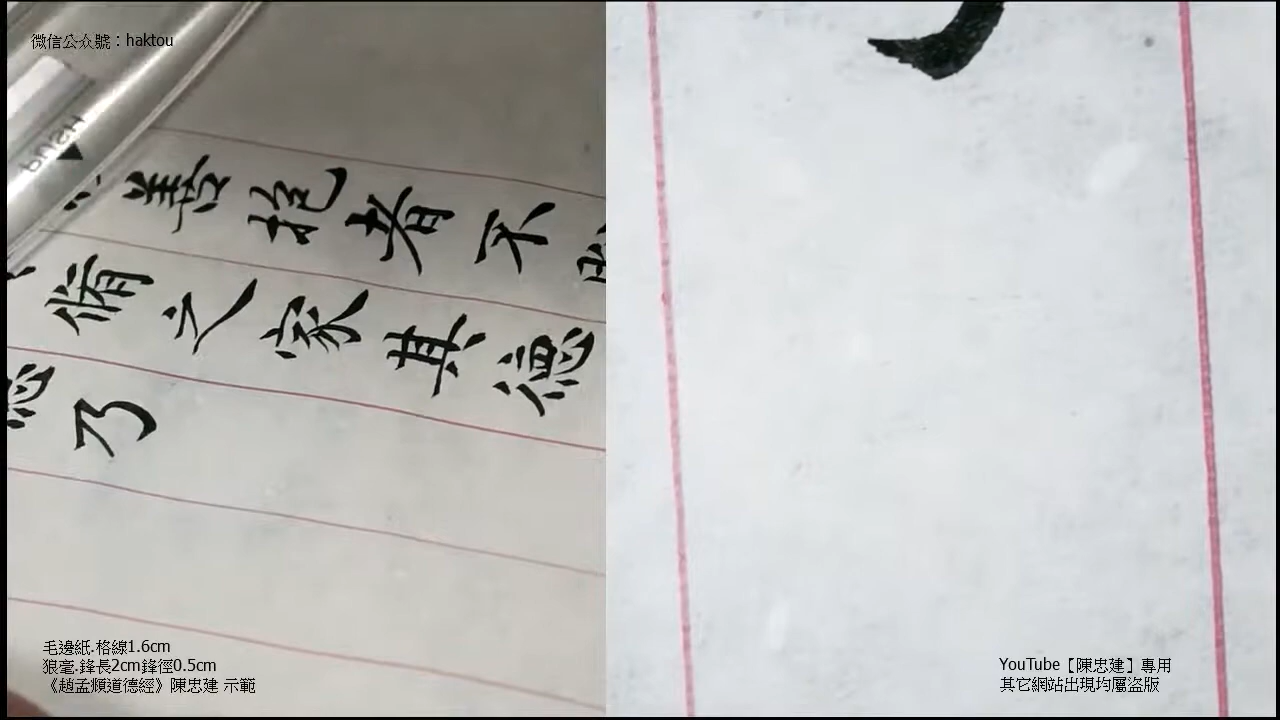 微信公众號：haktou
PUSH
善抱者不
脩之家其德
乃
毛邊紙.格線1.6cm
狼毫.鋒長2cm鋒徑0.5cm
《趙孟頫道德經》陳忠建 示範
YouTube［陳忠建］專用
其它網站出現均屬盜版